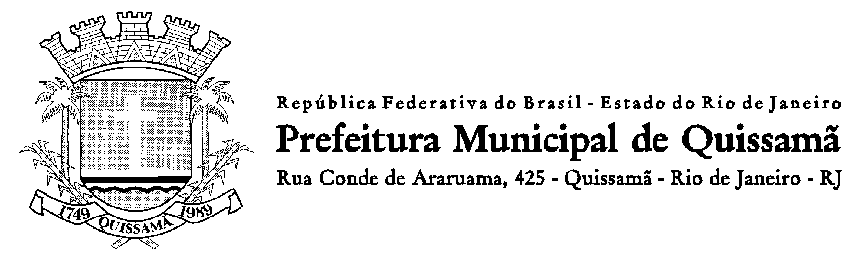 República Federativa do Brasil - Estado do Rio de Janeiro
Prefeitura Municipal de Quissamã
Rua Conde de Araruama, 425 - Quissamã - Rio de Janeiro - RJ
1749 QUISSAMÃ 1989